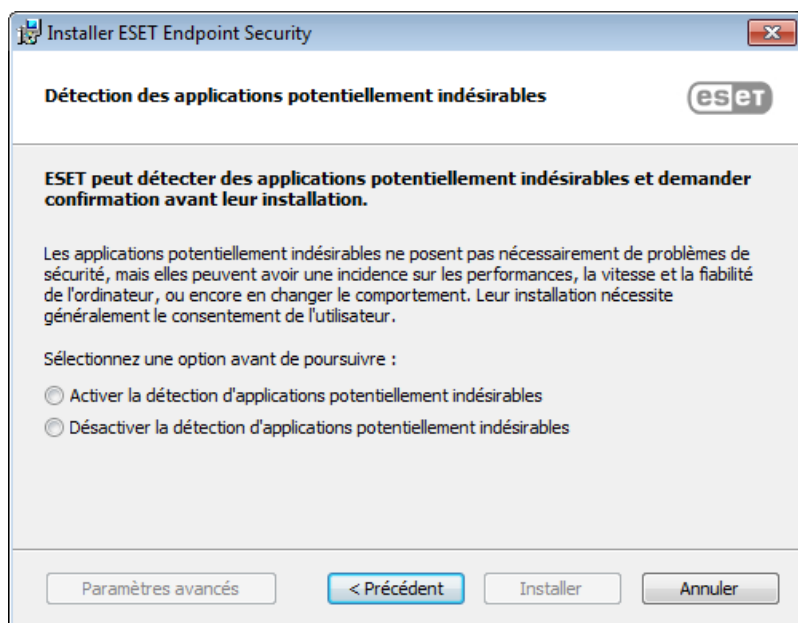 Installer ESET Endpoint Security
Détection des applications potentiellement indésirables
eseT
ESET peut détecter des applications potentiellement indésirables et demander
confirmation avant leur installation.
Les applications potentiellement indésirables ne posent pas nécessairement de problèmes de
sécurité, mais elles peuvent avoir une incidence sur les performances, la vitesse et la fiabilité
de l'ordinateur, ou encore en changer le comportement. Leur installation nécessite
généralement le consentement de l'utilisateur.
Sélectionnez une option avant de poursuivre :
Activer la détection d'applications potentiellement indésirables
Désactiver la détection d'applications potentiellement indésirables
Paramètres avancés
< Précédent
Installer
Annuler